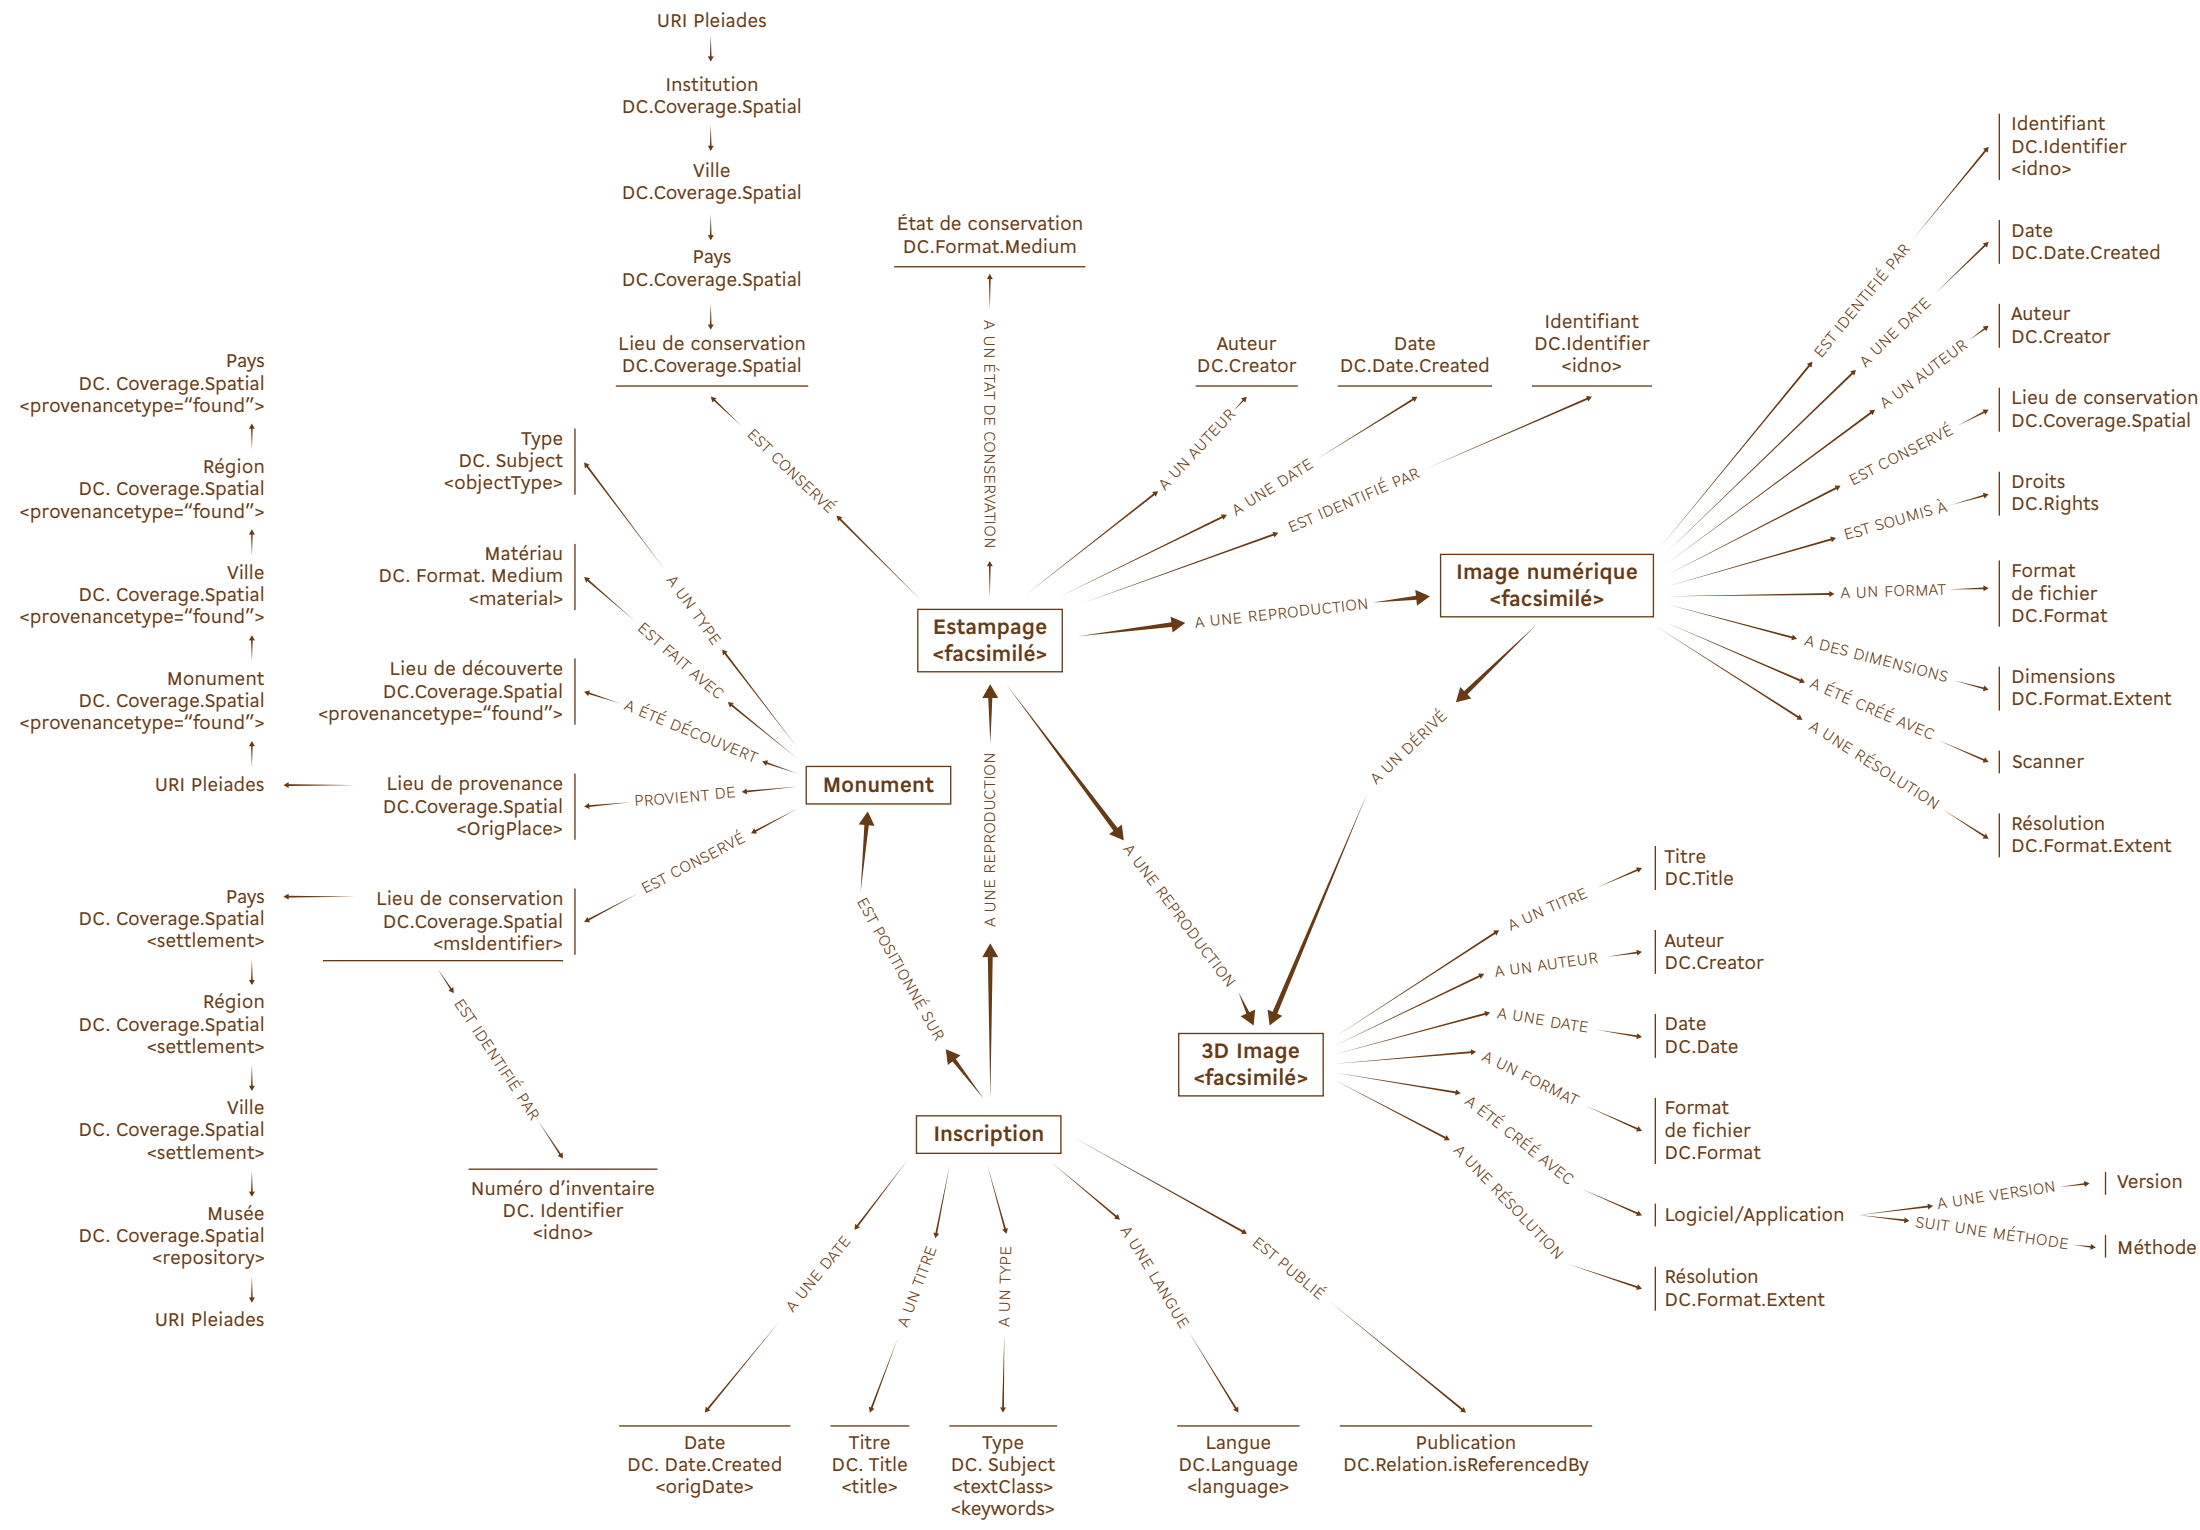 URI Pleiades
Institution
DC.Coverage.Spatial
Ville
DC.Coverage.Spatial
Pays
DC.Coverage.Spatial
Lieu de conservation
DC.Coverage.Spatial
État de conservation
DC.Format.Medium
Auteur
DC.Creator
Date
DC.Date.Created
Identifiant
DC.Identifier
<idno>
EST CONSERVÉ
A UN ÉTAT DE CONSERVATION
A UN AUTEUR
A UNE DATE
EST IDENTIFIÉ PAR
Estampage
<facsimilé>
A UNE REPRODUCTION
Image numérique
<facsimilé>
EST IDENTIFIÉ PAR
A UNE DATE
A UN AUTEUR
EST CONSERVÉ
EST SOUMIS À
A UN FORMAT
A DES DIMENSIONS
A ÉTÉ CRÉÉ AVEC
A UNE RÉSOLUTION
Identifiant
DC.Identifier
<idno>
Date
DC.Date.Created
Auteur
DC.Creator
Lieu de conservation
DC.Coverage.Spatial
Droits
DC.Rights
Format
de fichier
DC.Format
Dimensions
DC.Format.Extent
Scanner
Résolution
DC.Format.Extent
Pays
DC. Coverage.Spatial
<provenancetype=“found”>
Région
DC. Coverage.Spatial
<provenancetype=“found”>
Ville
DC. Coverage.Spatial
<provenancetype=“found”>
Monument
DC. Coverage.Spatial
<provenancetype=“found”>
URI Pleiades
Type
DC. Subject
<objectType>
Matériau
DC. Format. Medium
<material>
Lieu de découverte
DC.Coverage.Spatial
<provenancetype=“found”>
Lieu de provenance
DC.Coverage.Spatial
<OrigPlace>
Lieu de conservation
DC.Coverage.Spatial
<msIdentifier>
A UN TYPE
EST FAIT AVEC
A ÉTÉ DÉCOUVERT
PROVIENT DE
EST CONSERVÉ
Monument
Pays
DC. Coverage.Spatial
<settlement>
Région
DC. Coverage.Spatial
<settlement>
Ville
DC. Coverage.Spatial
<settlement>
Musée
DC. Coverage.Spatial
<repository>
URI Pleiades
EST IDENTIFIÉ PAR
Numéro d’inventaire
DC. Identifier
<idno>
EST POSITIONNÉ SUR
A UNE REPRODUCTION
A UNE REPRODUCTION
A UN DÉRIVÉ
3D Image
<facsimilé>
A UN TITRE
A UN AUTEUR
A UNE DATE
A UN FORMAT
A ÉTÉ CRÉÉ AVEC
A UNE RÉSOLUTION
Titre
DC.Title
Auteur
DC.Creator
Date
DC.Date
Format
de fichier
DC.Format
Logiciel/Application
A UNE VERSION
Version
SUIT UNE MÉTHODE
Méthode
Résolution
DC.Format.Extent
Inscription
A UNE DATE
A UN TITRE
A UN TYPE
A UNE LANGUE
EST PUBLIÉ
Date
DC. Date.Created
<origDate>
Titre
DC. Title
<title>
Type
DC. Subject
<textClass>
<keywords>
Langue
DC.Language
<language>
Publication
DC.Relation.isReferencedBy